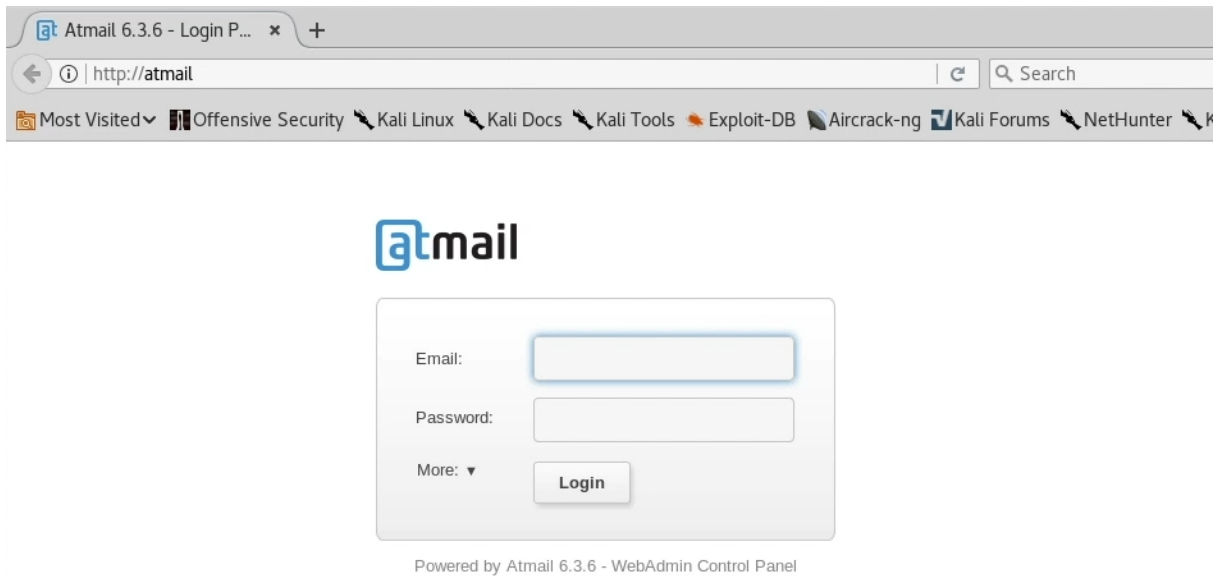 at Atmail 6.3.6 - Login P... × +
http://atmail Search
Most Visited Offensive Security Kali Linux Kali Docs Kali Tools Exploit-DB Aircrack-ng Kali Forums NetHunter K
atmail
Email:
Password:
More: ▼
Login
Powered by Atmail 6.3.6 - WebAdmin Control Panel